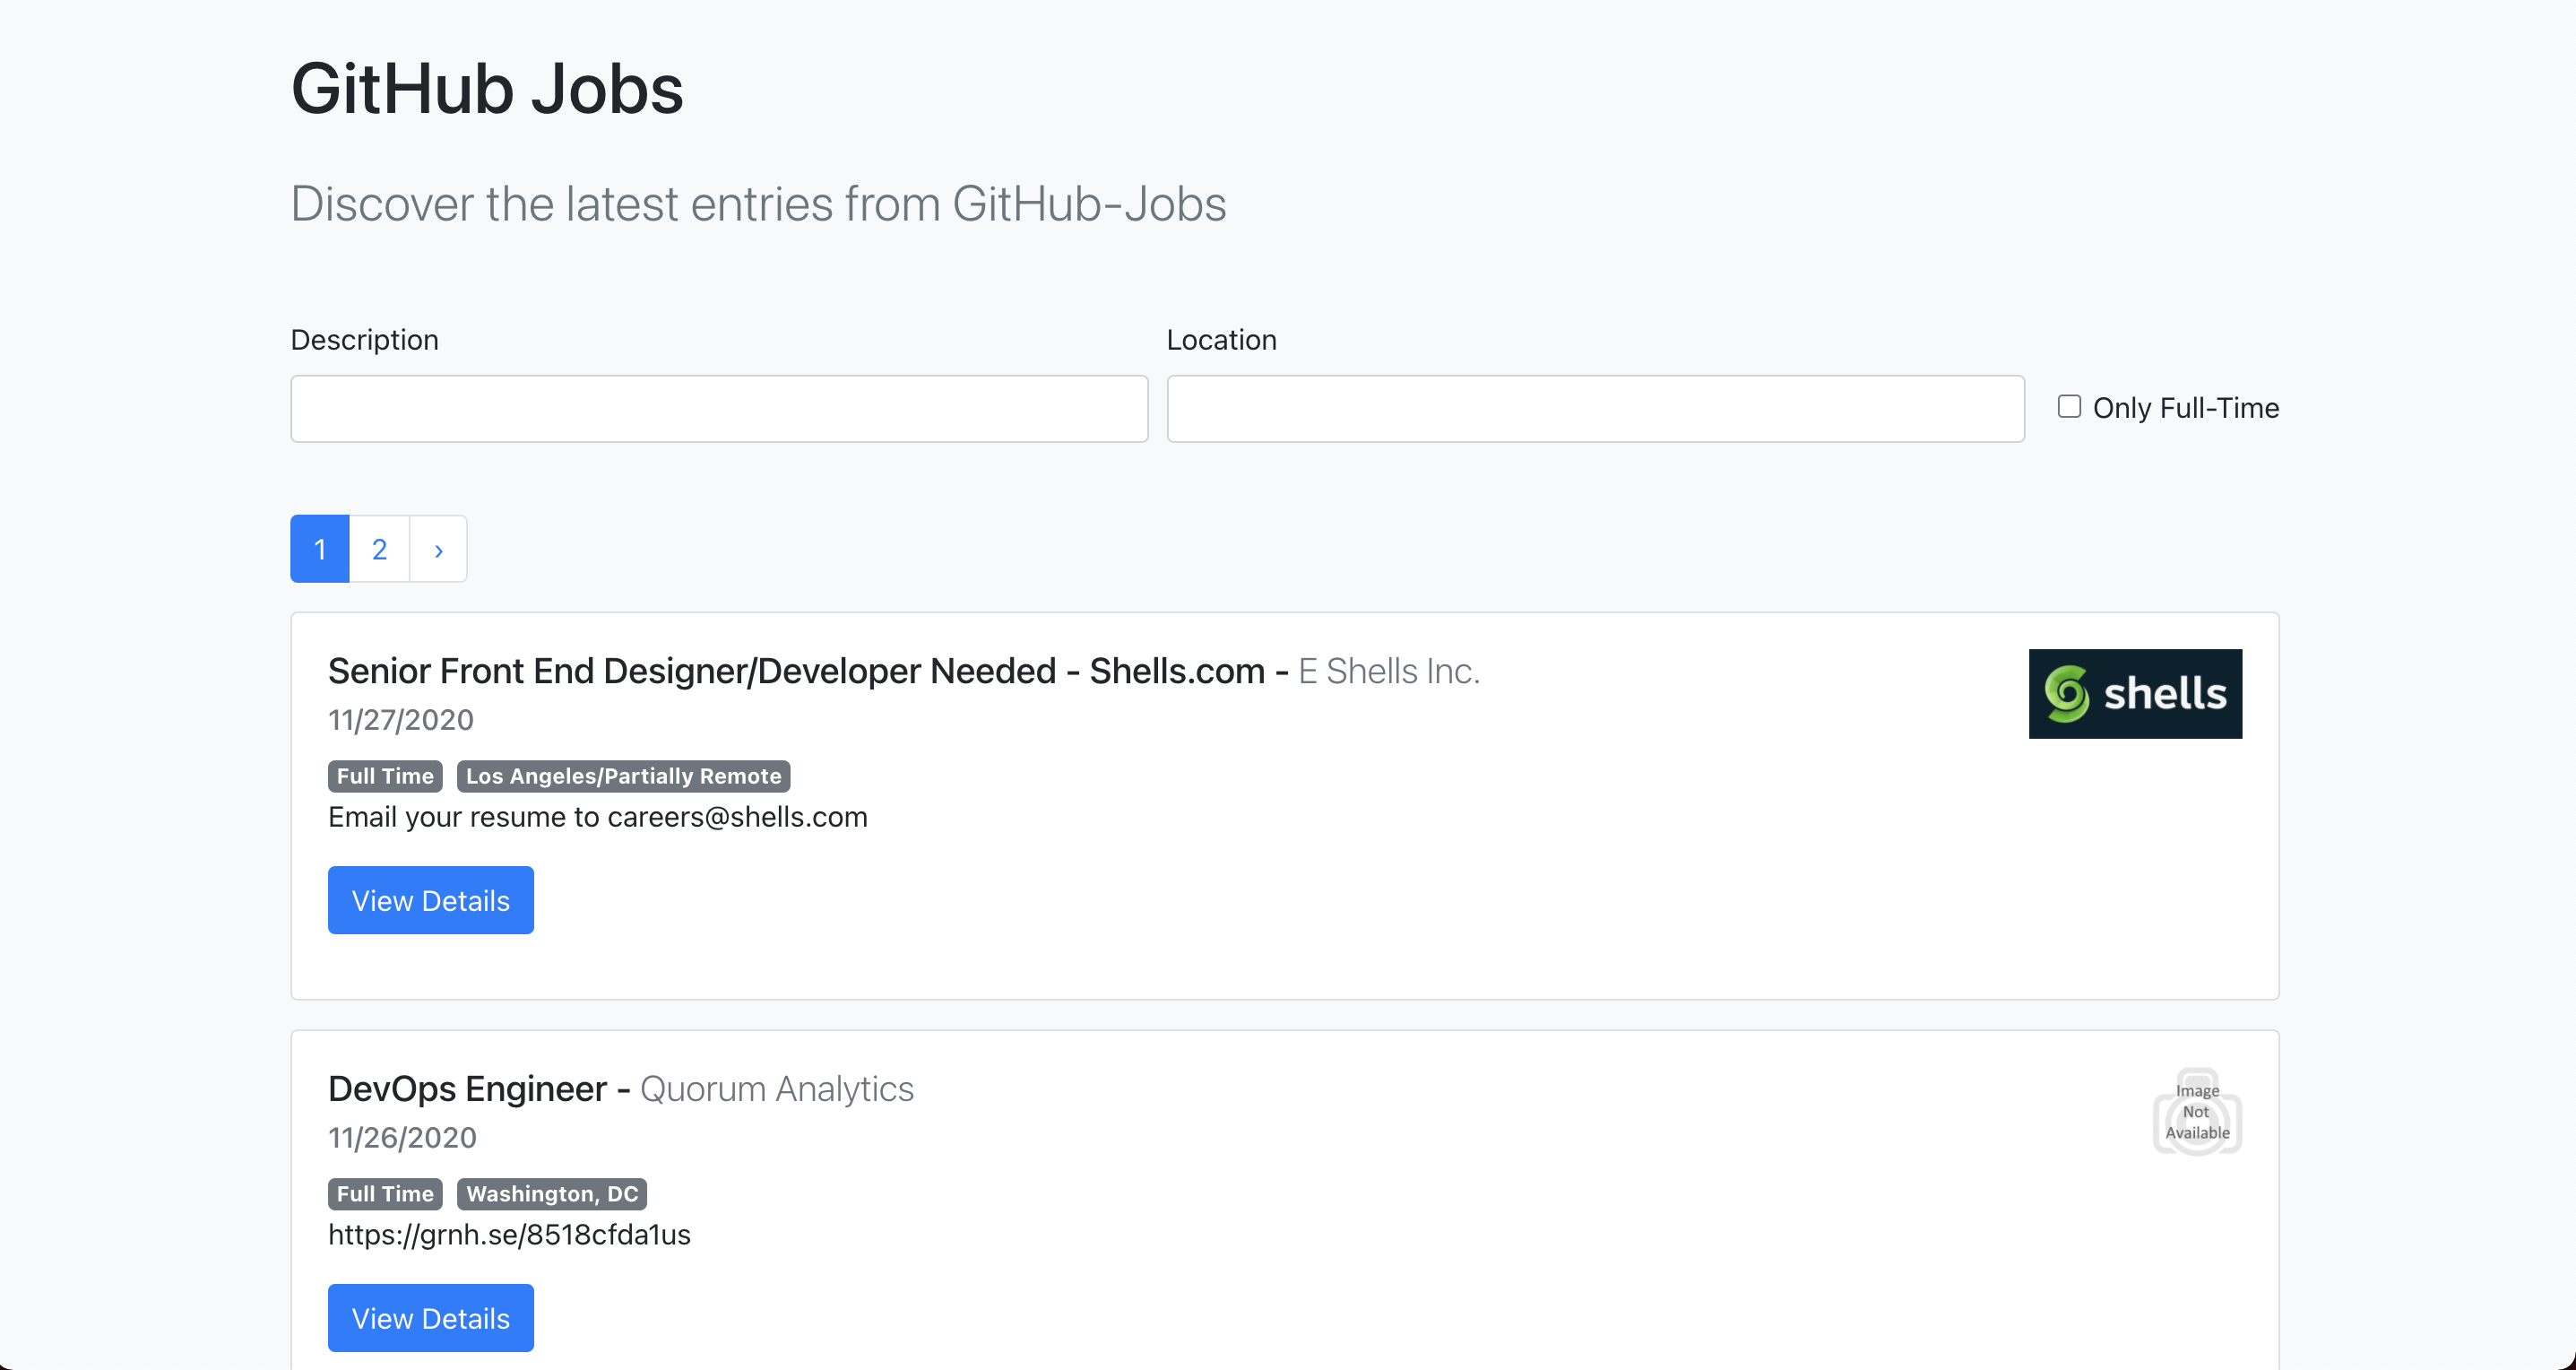 GitHub Jobs
Discover the latest entries from GitHub-Jobs
Description
Location
Only Full-Time
1 2 ›
Senior Front End Designer/Developer Needed - Shells.com - E Shells Inc.
shells
11/27/2020
Full Time Los Angeles/Partially Remote
Email your resume to careers@shells.com
View Details
DevOps Engineer - Quorum Analytics
Image
Not
Available
11/26/2020
Full Time Washington, DC
https://grnh.se/8518cfda1us
View Details